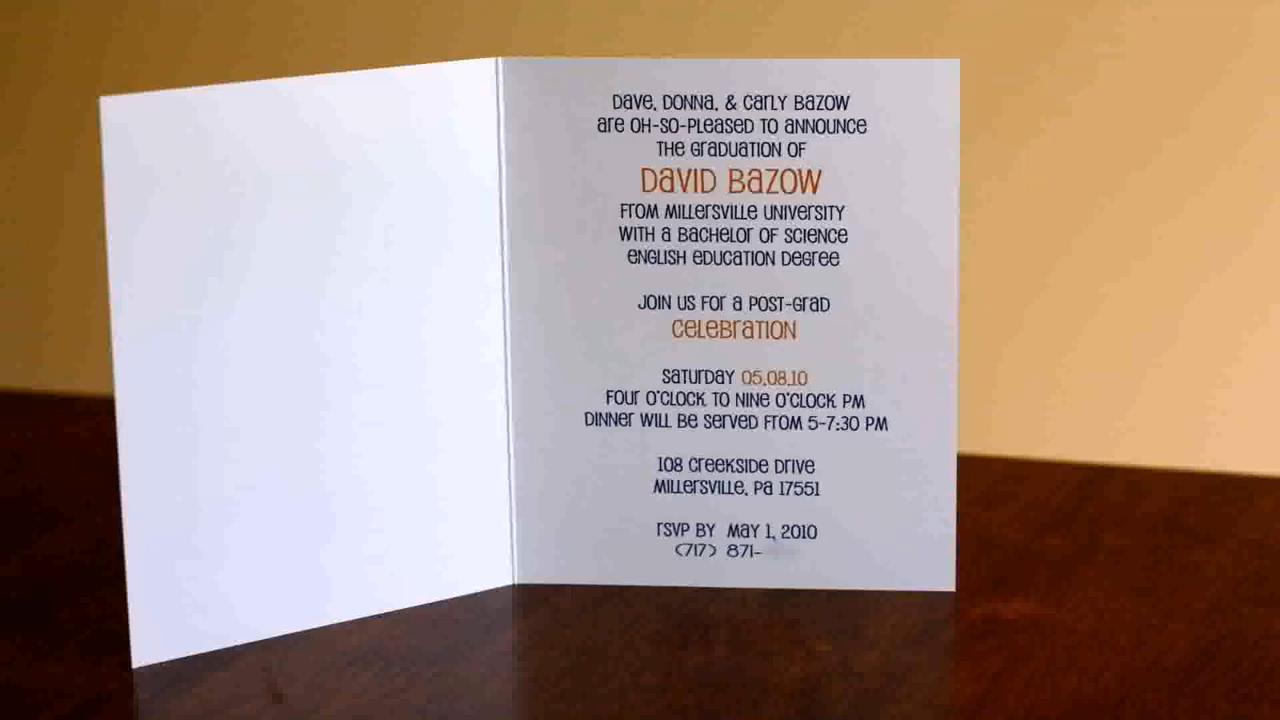 Dave, Donna, & Carly Bazow
are oh-so-pleased to announce
the graduation of
David Bazow
from Millersville University
with a Bachelor of Science
English Education Degree
Join us for a post-grad
Celebration
Saturday 05.08.10
Four o'clock to nine o'clock pm
Dinner will be served from 5-7:30 pm
108 Creekside Drive
Millersville, PA 17551
RSVP by May 1, 2010
(717) 871-